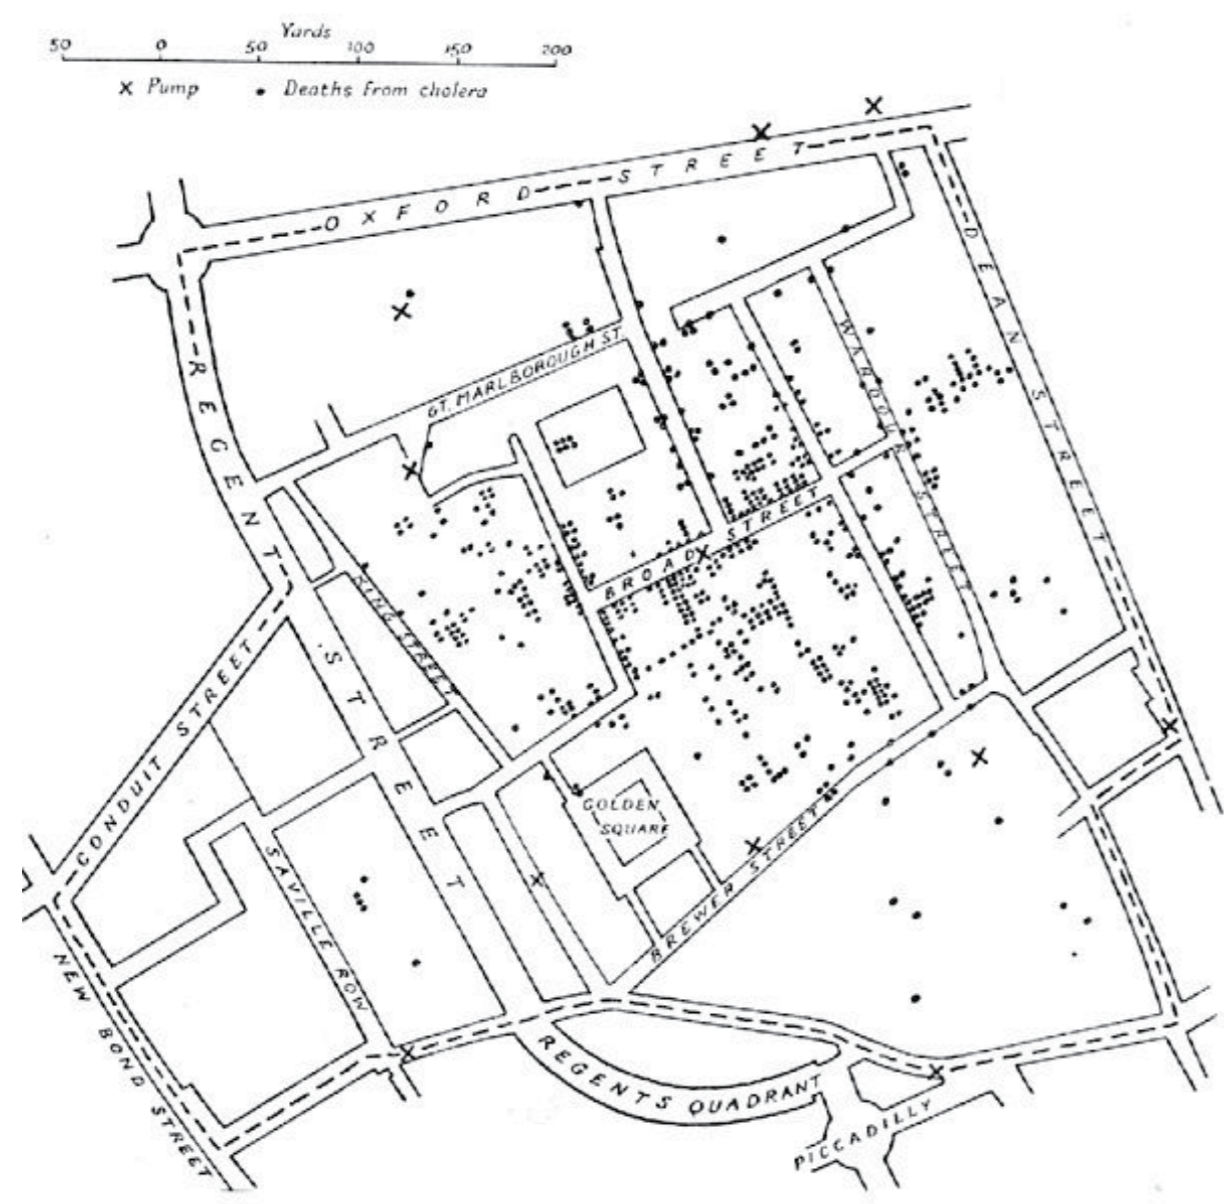 Yards
50 0 50 100 150 200
x Pump • Deaths from cholera
OXFORD STREET
DEAN STREET
WARDOUR STREET
GT. MARLBOROUGH ST.
REGENT STREET
BROAD STREET
KING STREET
CONDUIT STREET
GOLDEN
SQUARE
BREWER STREET
SAVILLE ROW
NEW BOND STREET
REGENTS QUADRANT
PICCADILLY